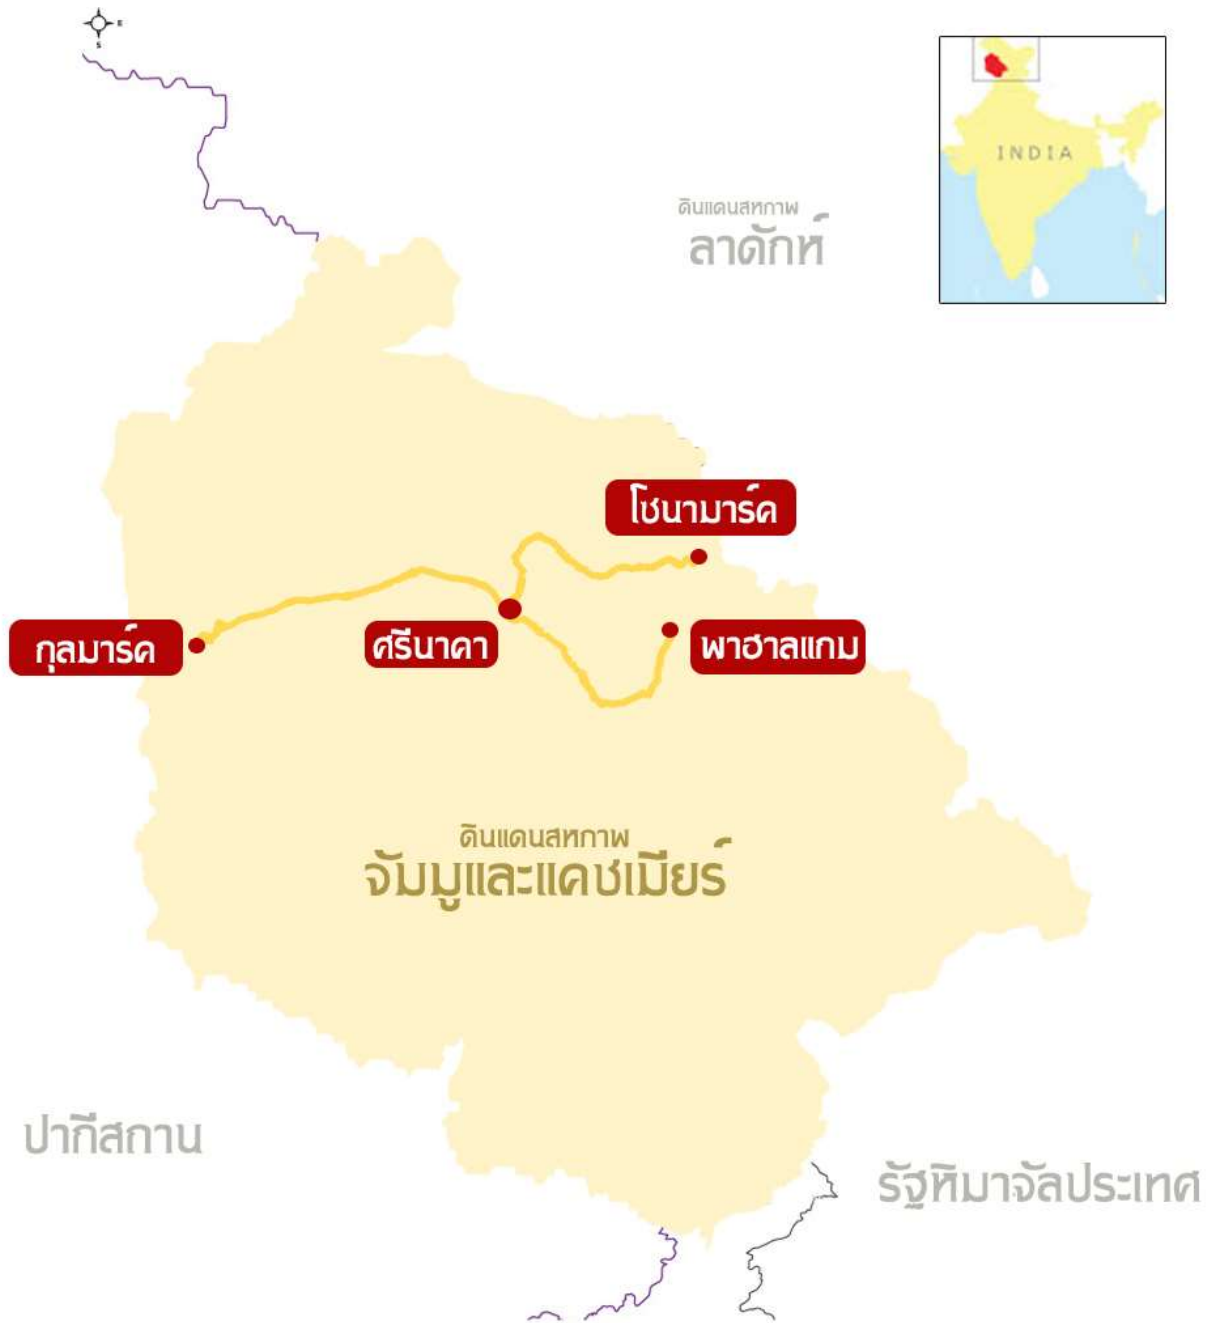 E
S
INDIA
ดินแดนสหภาพ
ลาดักห์
โซนามาร์ค
กุลมาร์ค
ศรีนาคา
พาฮาลแกม
ดินแดนสหภาพ
จัมมูและแคชเมียร์
ปากีสถาน
รัฐหิมาจัลประเทศ